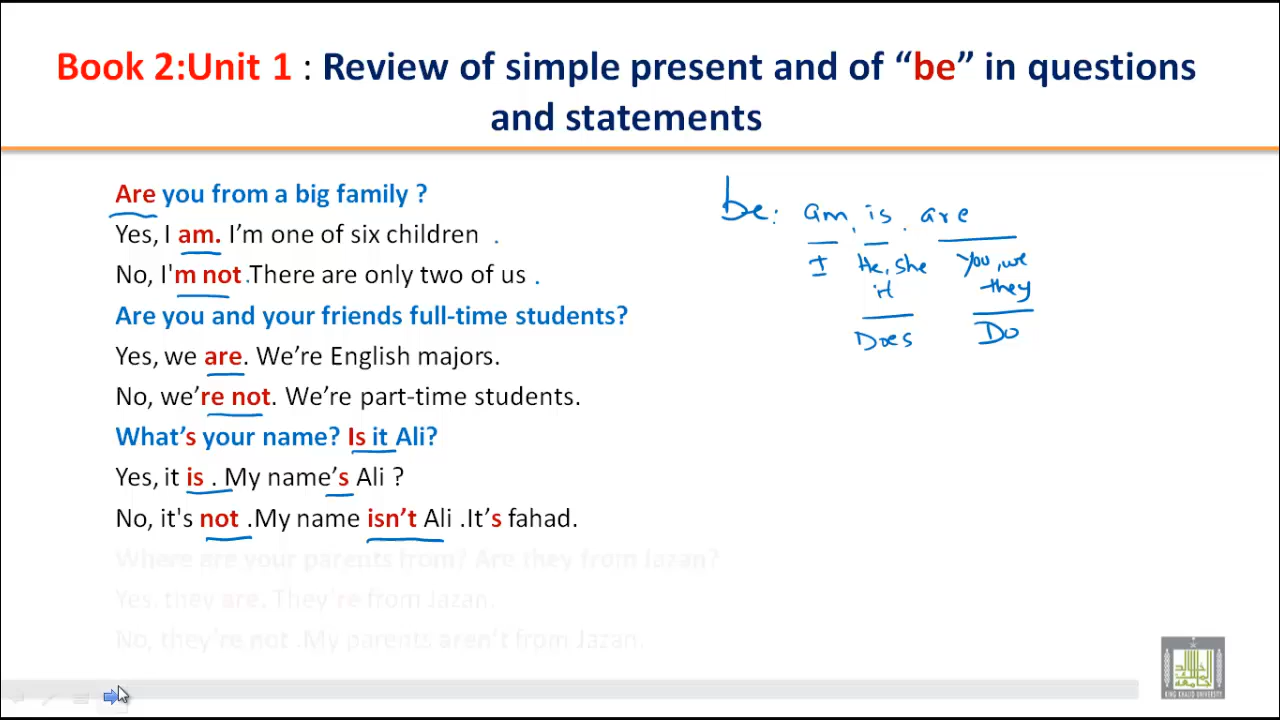 Book 2:Unit 1 : Review of simple present and of “be” in questions
and statements
Are you from a big family ?
Yes, I am. I’m one of six children .
No, I'm not .There are only two of us .
Are you and your friends full-time students?
Yes, we are. We’re English majors.
No, we’re not. We’re part-time students.
What’s your name? Is it Ali?
Yes, it is . My name’s Ali ?
No, it's not .My name isn’t Ali .It’s fahad.
Where are your parents from? Are they from Jazan?
Yes, they are. They’re from Jazan.
No, they’re not .My parents aren’t from Jazan.
be: am, is. are
I He, she You, we
it they
Does Do
جامعة الملك خالد
KING KHALID UNIVERSITY